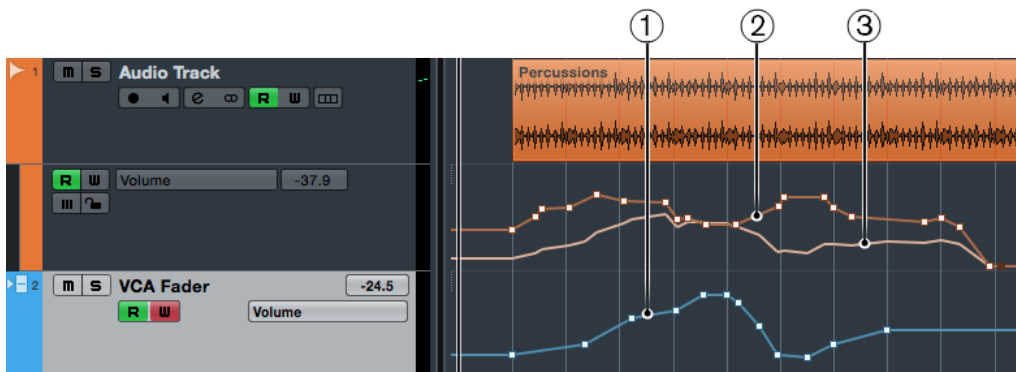 1 2 3
1 M S Audio Track Percussions
e R W
R W Volume -37.9
2 M S VCA Fader -24.5
R W Volume